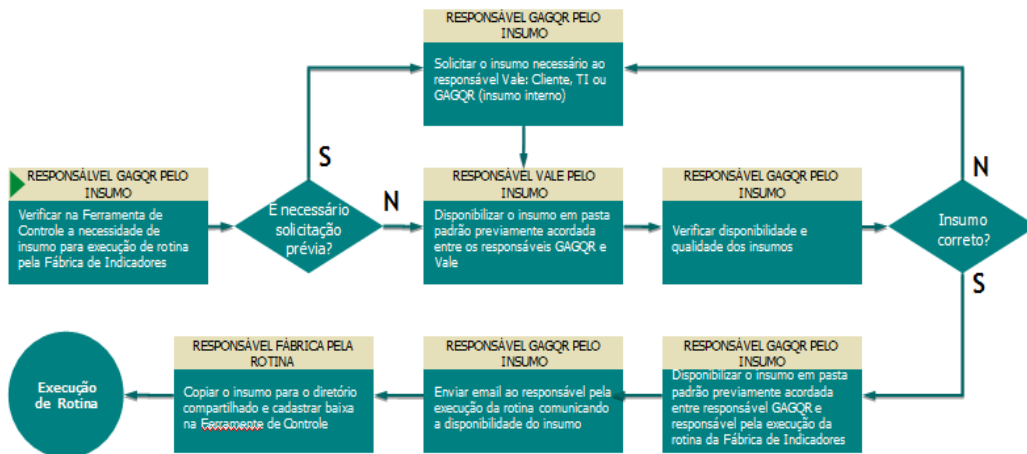 RESPONSÁVEL GAGQR PELO
INSUMO
Solicitar o insumo necessário ao
responsável Vale: Cliente, TI ou
GAGQR (insumo interno)
S
N
RESPONSÁLVEL GAGQR PELO
INSUMO
Verificar na Ferramenta de
Controle a necessidade de
insumo para execução de rotina
pela Fábrica de Indicadores
E necessário
solicitação
prévia?
N
RESPONSÁVEL VALE PELO
INSUMO
Disponibilizar o insumo em pasta
padrão previamente acordada
entre os responsáveis GAGQR e
Vale
RESPONSÁVEL GAGQR PELO
INSUMO
Verificar disponibilidade e
qualidade dos insumos
Insumo
correto?
S
Execução
de Rotina
RESPONSÁVEL FÁBRICA PELA
ROTINA
Copiar o insumo para o diretório
compartilhado e cadastrar baixa
na Ferramente de Controle
RESPONSÁVEL GAGQR PELO
INSUMO
Enviar email ao responsável pela
execução da rotina comunicando
a disponibilidade do insumo
RESPONSÁVEL GAGQR PELO
INSUMO
Disponibilizar o insumo em pasta
padrão previamente acordada
entre responsável GAGQR e
responsável pela execução da
rotina da Fábrica de Indicadores